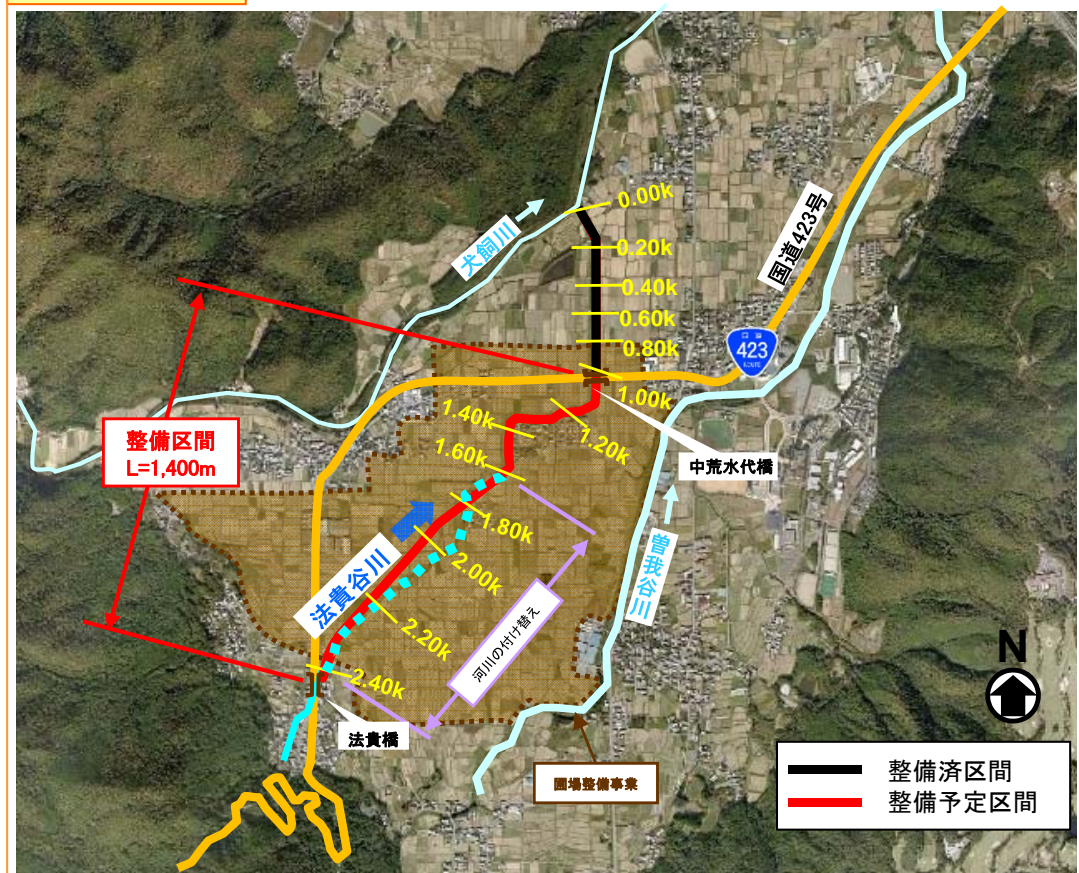 0.00k
犬飼川
0.20k
国道423号
0.40k
0.60k
0.80k
423
ROUTE
1.00k
1.40k
1.20k
整備区間
L=1,400m
1.60k
中荒水代橋
1.80k
法貴谷川
2.00k
曽我谷川
河川の付け替え
2.20k
2.40k
N
法貴橋
圃場整備事業
整備済区間
整備予定区間